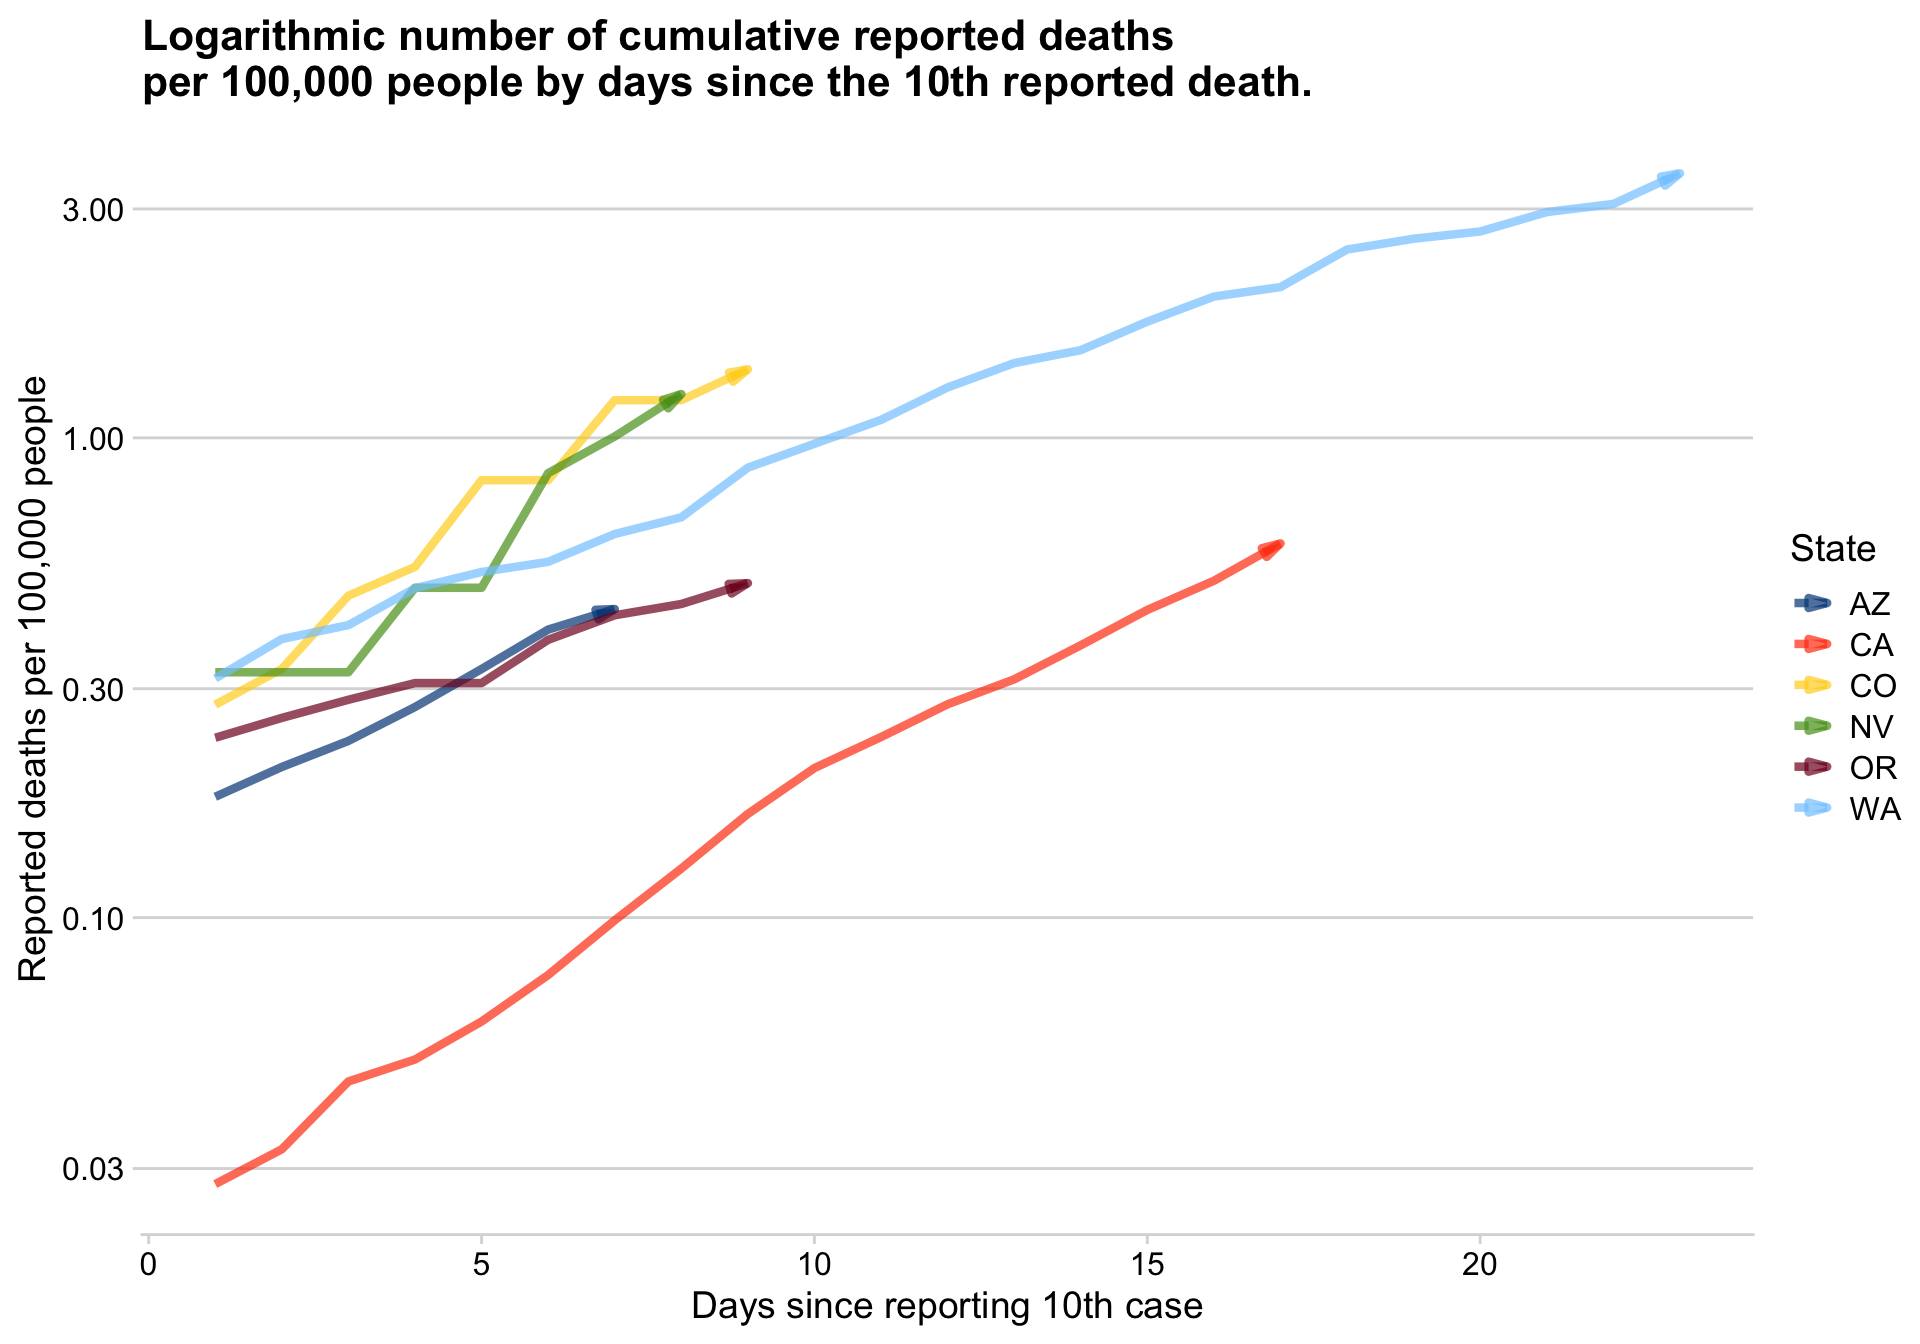 Logarithmic number of cumulative reported deaths
per 100,000 people by days since the 10th reported death.
Reported deaths per 100,000 people
3.00
1.00
0.30
0.10
0.03
0
5
10
15
20
Days since reporting 10th case
State
AZ
CA
CO
NV
OR
WA